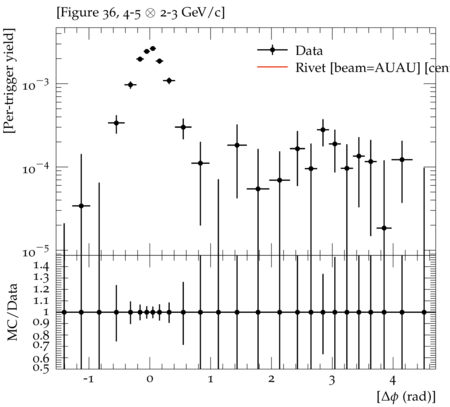 [Figure 36, 4-5 ⊗ 2-3 GeV/c]
[Per-trigger yield]
10⁻³
10⁻⁴
10⁻⁵
Data
Rivet [beam=AUAU] [cen
MC/Data
1.4
1.3
1.2
1.1
1
0.9
0.8
0.7
0.6
0.5
-1 0 1 2 3 4
[Δϕ (rad)]